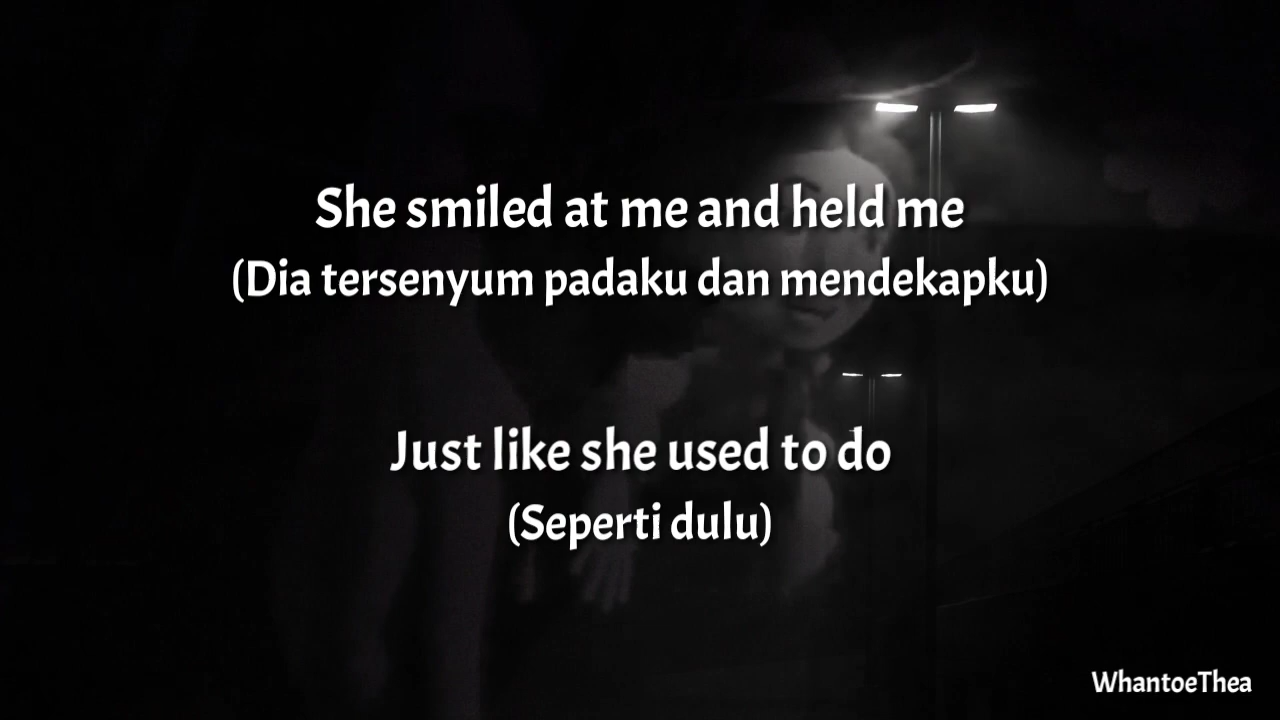 She smiled at me and held me
(Dia tersenyum padaku dan mendekapku)
Just like she used to do
(Seperti dulu)
WhantoeThea